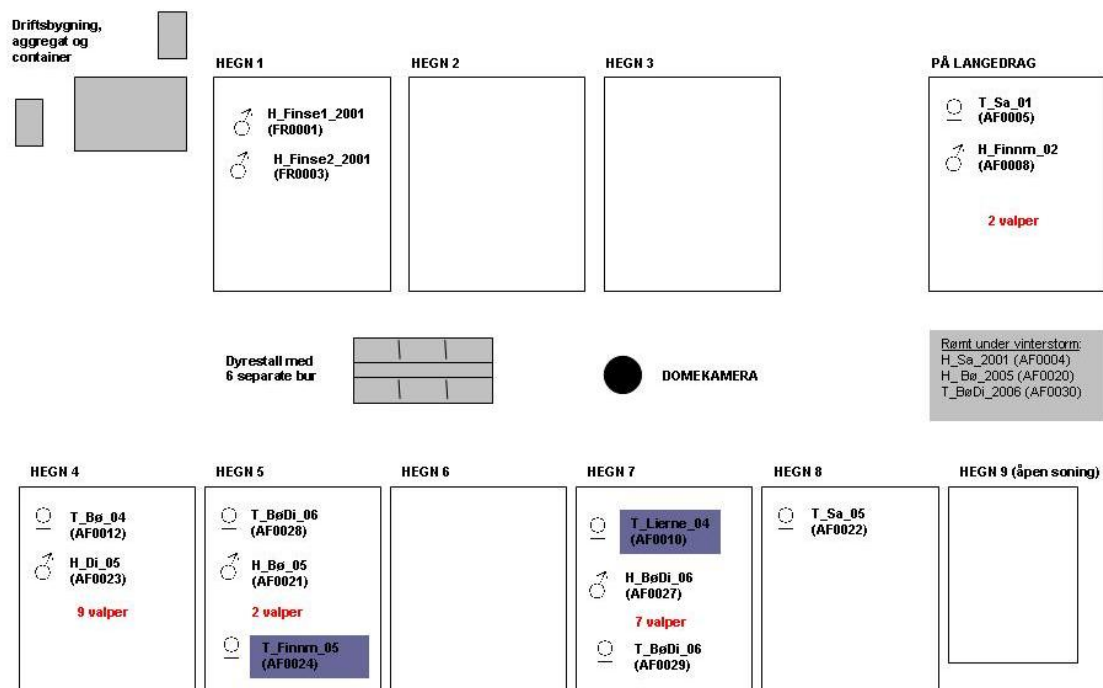 Driftsbygning,
aggregat og
container
HEGN 1
H_Finse1_2001
(FR0001)
H_Finse2_2001
(FR0003)
HEGN 2
HEGN 3
PÅ LANGEDRAG
T_Sa_01
(AF0005)
H_Finnm_02
(AF0008)
2 valper
Dyrestall med
6 separate bur
DOMEKAMERA
Rømt under vinterstorm:
H_Sa_2001 (AF0004)
H_ Bø_2005 (AF0020)
T_BøDi_2006 (AF0030)
HEGN 4
T_Bø_04
(AF0012)
H_Di_05
(AF0023)
9 valper
HEGN 5
T_BøDi_06
(AF0028)
H_Bø_05
(AF0021)
2 valper
T_Finnm_05
(AF0024)
HEGN 6
HEGN 7
T_Lierne_04
(AF0010)
H_BøDi_06
(AF0027)
7 valper
T_BøDi_06
(AF0029)
HEGN 8
T_Sa_05
(AF0022)
HEGN 9 (åpen soning)